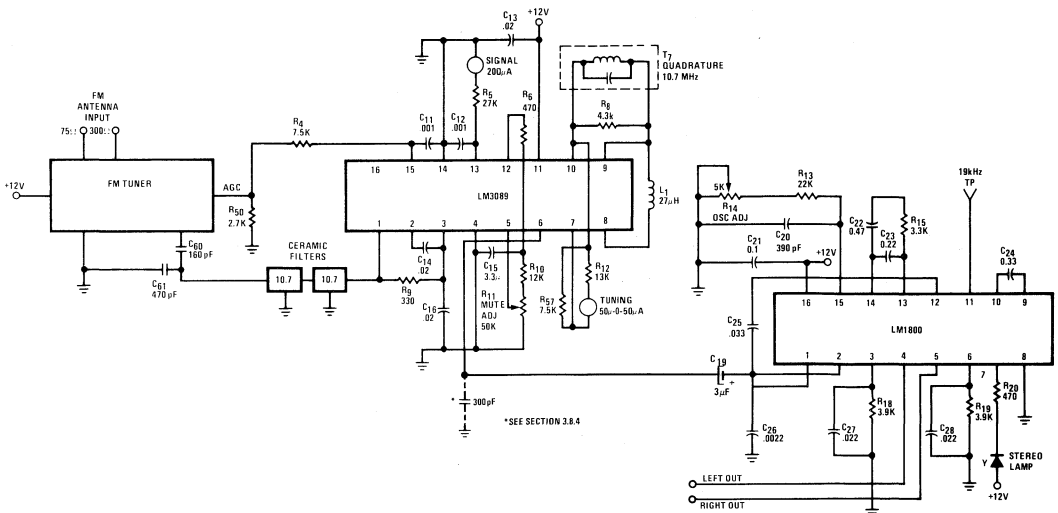 FM
ANTENNA
INPUT
75Ω 300Ω
+12V
FM TUNER
AGC
R50
2.7K
C60
160 pF
C61
470 pF
R4
7.5K
CERAMIC
FILTERS
10.7
10.7
C13
.02
+12V
SIGNAL
200µA
R5
27K
C11
.001
C12
.001
R6
470
T7
QUADRATURE
10.7 MHz
R8
4.3k
L1
27µH
16 15 14 13 12 11 10 9
LM3089
1 2 3 4 5 6 7 8
R9
330
C14
.02
C16
.02
C15
3.3
R10
12K
R11
MUTE
ADJ
50K
R57
7.5K
R12
13K
TUNING
50µ-0-50µA
* 300pF
*SEE SECTION 3.8.4
C19
3µF +
5K
R14
OSC ADJ
R13
22K
C20
390 pF
C21
0.1
+12V
C22
0.47
C23
0.22
R15
3.3K
19kHz
TP
C24
0.33
C25
.033
16 15 14 13 12 11 10 9
LM1800
1 2 3 4 5 6 7 8
C26
.0022
C27
.022
R18
3.9K
C28
.022
R19
3.9K
R20
470
Y
STEREO
LAMP
+12V
LEFT OUT
RIGHT OUT